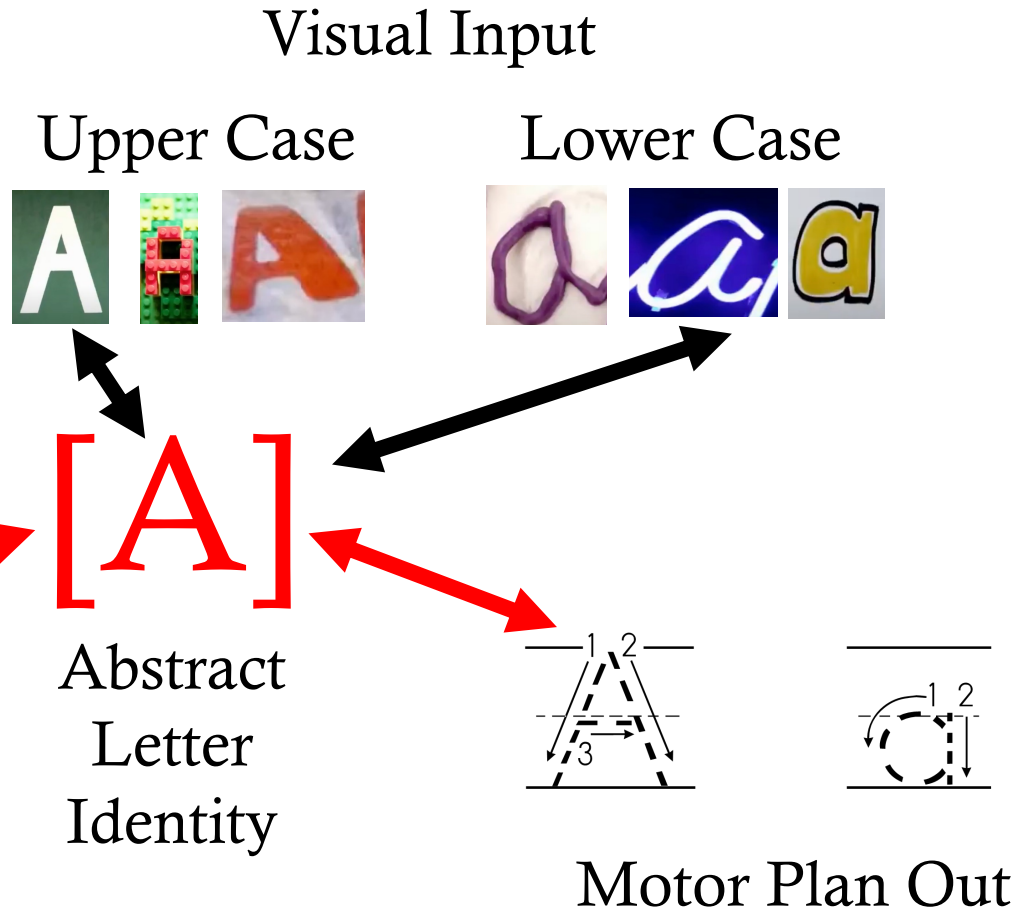 Visual Input
Upper Case
Lower Case
A A A
a a a
[A]
Abstract
Letter
Identity
1 2
3
1 2
Motor Plan Out